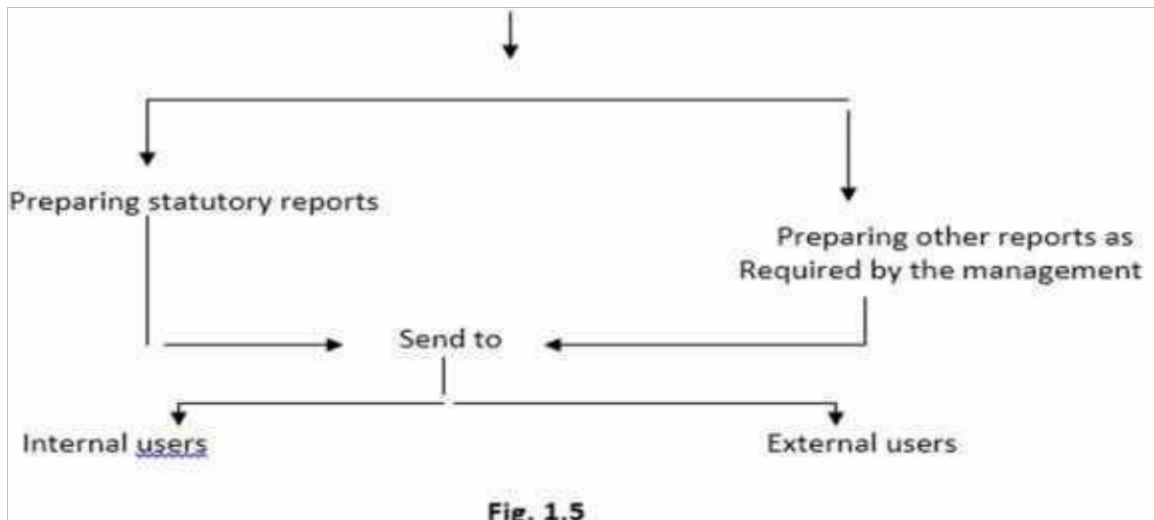 Preparing statutory reports
Preparing other reports as
Required by the management
Send to
Internal users
External users
Fig. 1.5